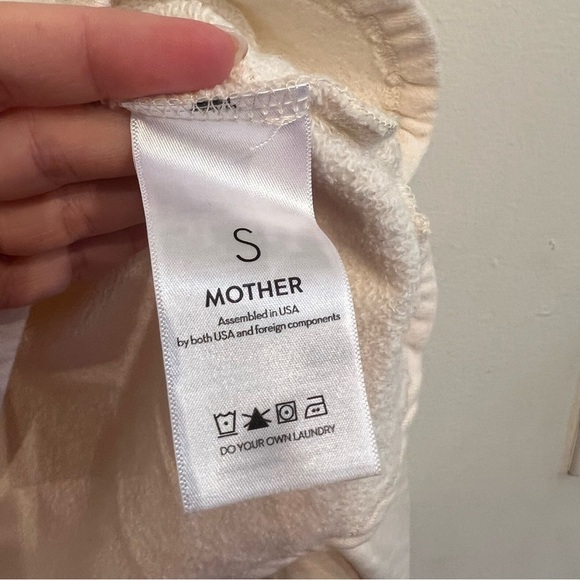 S
MOTHER
Assembled in USA
by both USA and foreign components
DO YOUR OWN LAUNDRY